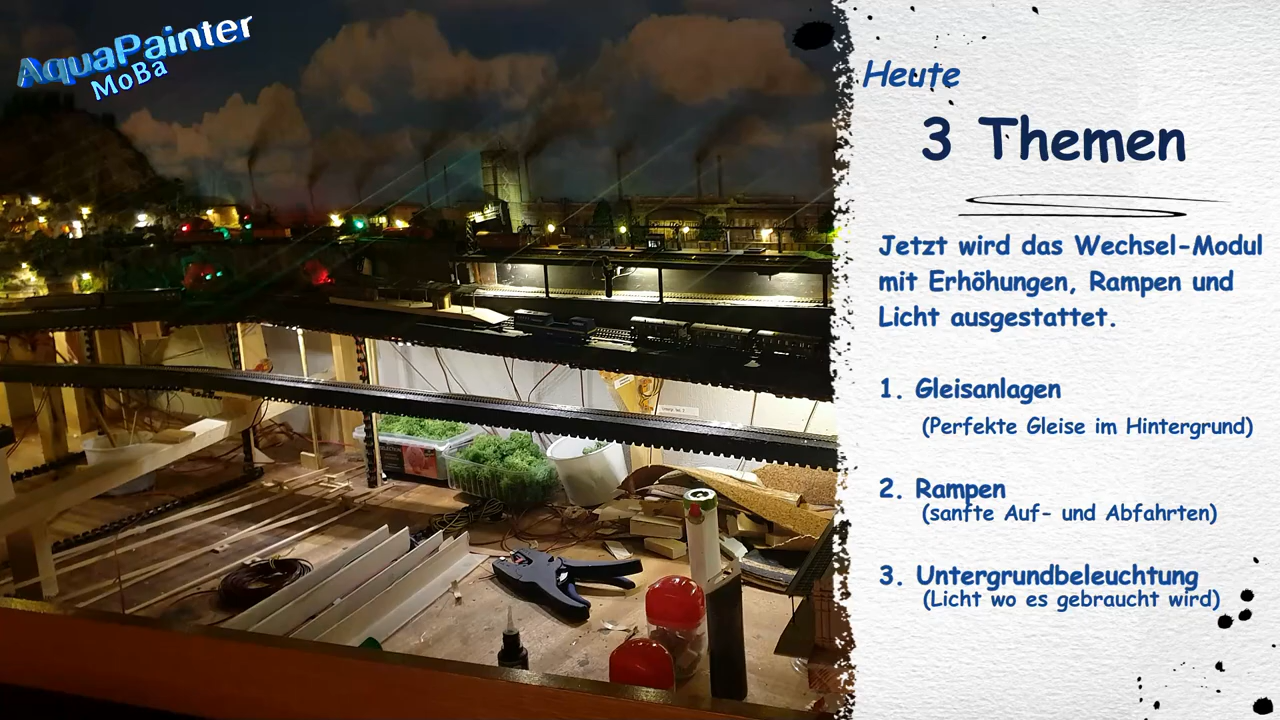 AquaPainter
MoBa
Heute
3 Themen
Jetzt wird das Wechsel-Modul
mit Erhöhungen, Rampen und
Licht ausgestattet.
1. Gleisanlagen
(Perfekte Gleise im Hintergrund)
2. Rampen
(sanfte Auf- und Abfahrten)
3. Untergrundbeleuchtung
(Licht wo es gebraucht wird)